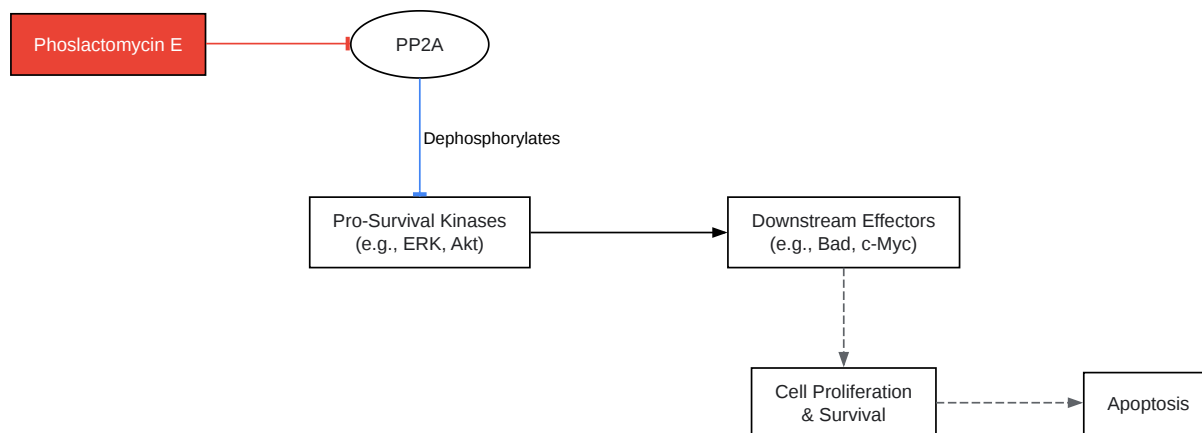 Phoslactomycin E
PP2A
Dephosphorylates
Pro-Survival Kinases
(e.g., ERK, Akt)
Downstream Effectors
(e.g., Bad, c-Myc)
Cell Proliferation
& Survival
Apoptosis